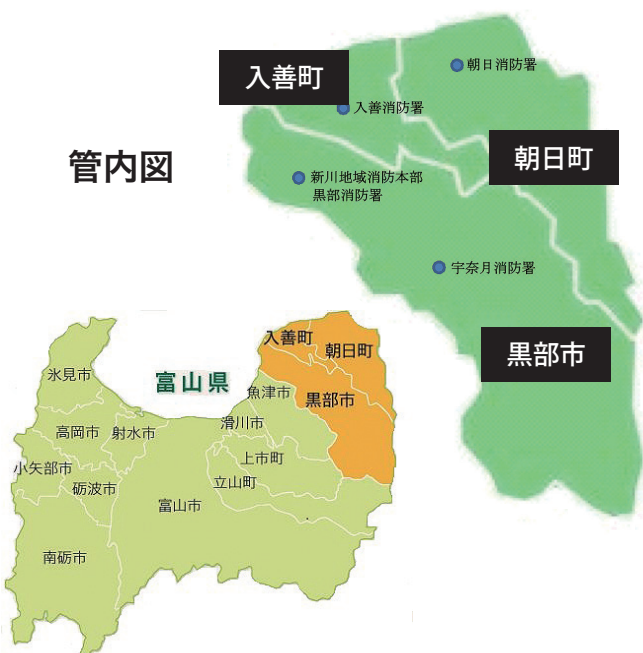 入善町
朝日消防署
入善消防署
朝日町
管内図
新川地域消防本部
黒部消防署
宇奈月消防署
黒部市
入善町
朝日町
氷見市
富山県
魚津市
黒部市
高岡市
射水市
滑川市
小矢部市
上市町
砺波市
立山町
富山市
南砺市